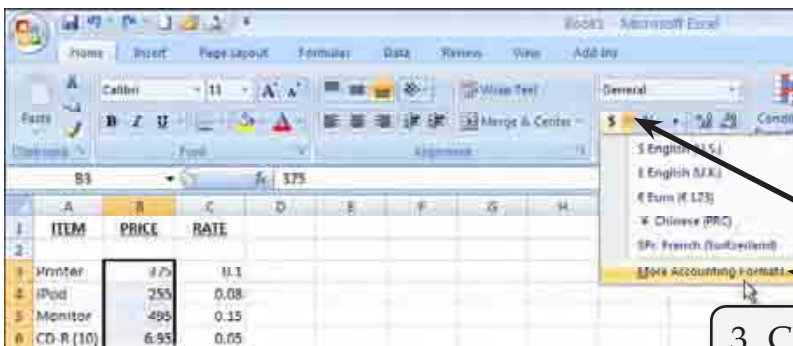 Book1 - Microsoft Excel
Home Insert Page Layout Formulas Data Review View Add-Ins
Calibri 11 A A Wrap Text General
Paste B I U A Merge & Center $ %
Clipboard Font Alignment
B3 fx 375
A B C D E F G H
1 ITEM PRICE RATE
2
3 Printer 375 0.1
4 iPod 255 0.08
5 Monitor 495 0.15
6 CD-R (10) 6.95 0.05
$ English (U.S.)
£ English (U.K.)
€ Euro (€ 123)
¥ Chinese (PRC)
SFr. French (Switzerland)
More Accounting Formats
3. C